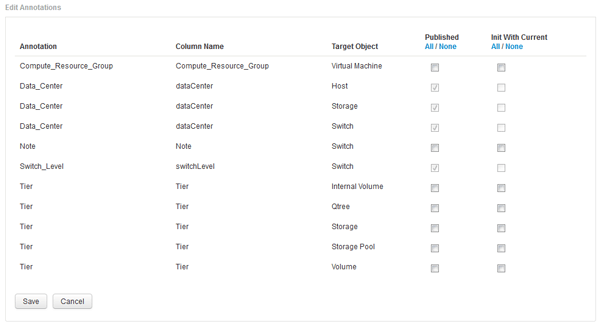 Edit Annotations
Published Init With Current
Annotation Column Name Target Object All / None All / None
Compute_Resource_Group Compute_Resource_Group Virtual Machine
Data_Center dataCenter Host
Data_Center dataCenter Storage
Data_Center dataCenter Switch
Note Note Switch
Switch_Level switchLevel Switch
Tier Tier Internal Volume
Tier Tier Qtree
Tier Tier Storage
Tier Tier Storage Pool
Tier Tier Volume
Save Cancel